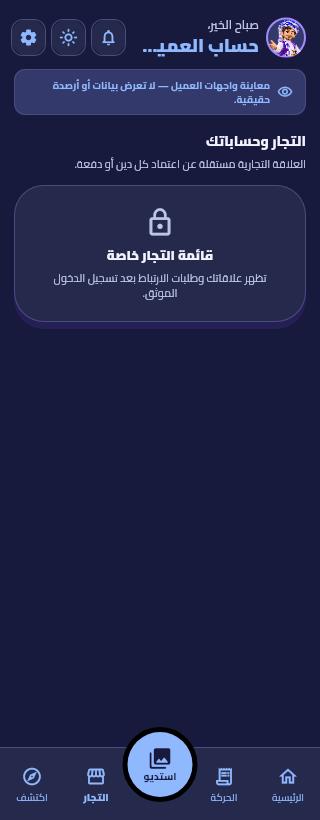 صباح الخير،
حساب العميـ...
معاينة واجهات العميل — لا تعرض بيانات أو أرصدة
حقيقية.
التجار وحساباتك
العلاقة التجارية مستقلة عن اعتماد كل دين أو دفعة.
قائمة التجار خاصة
تظهر علاقاتك وطلبات الارتباط بعد تسجيل الدخول
الموثق.
الرئيسية
الحركة
استديو
التجار
اكتشف